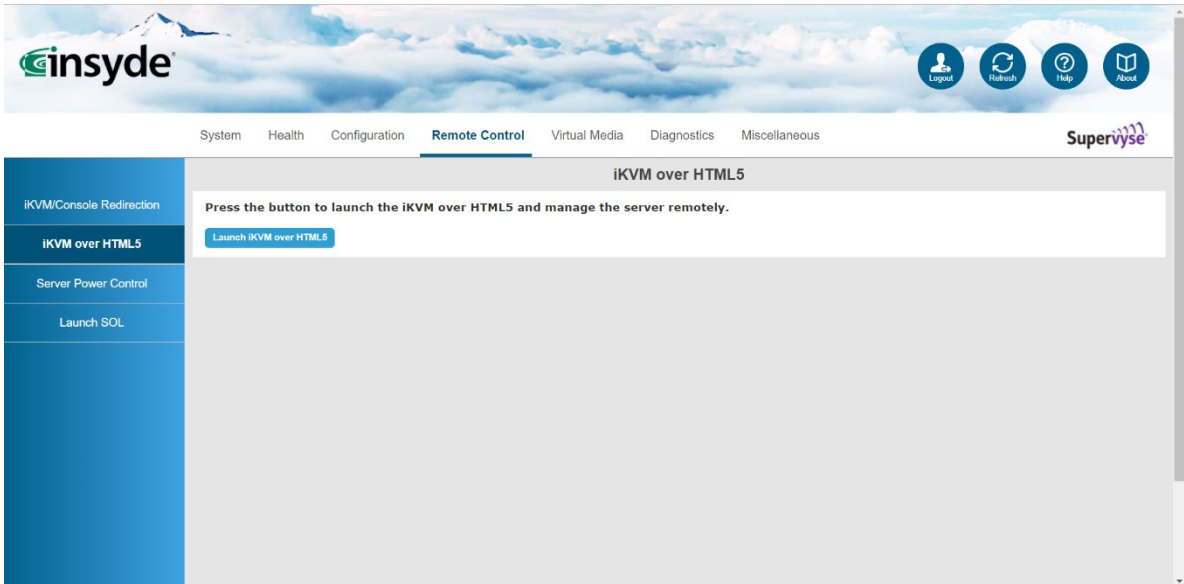 insyde
Logout
Refresh
Help
About
System Health Configuration Remote Control Virtual Media Diagnostics Miscellaneous
Supervyse
iKVM/Console Redirection
iKVM over HTML5
Server Power Control
Launch SOL
iKVM over HTML5
Press the button to launch the iKVM over HTML5 and manage the server remotely.
Launch iKVM over HTML5